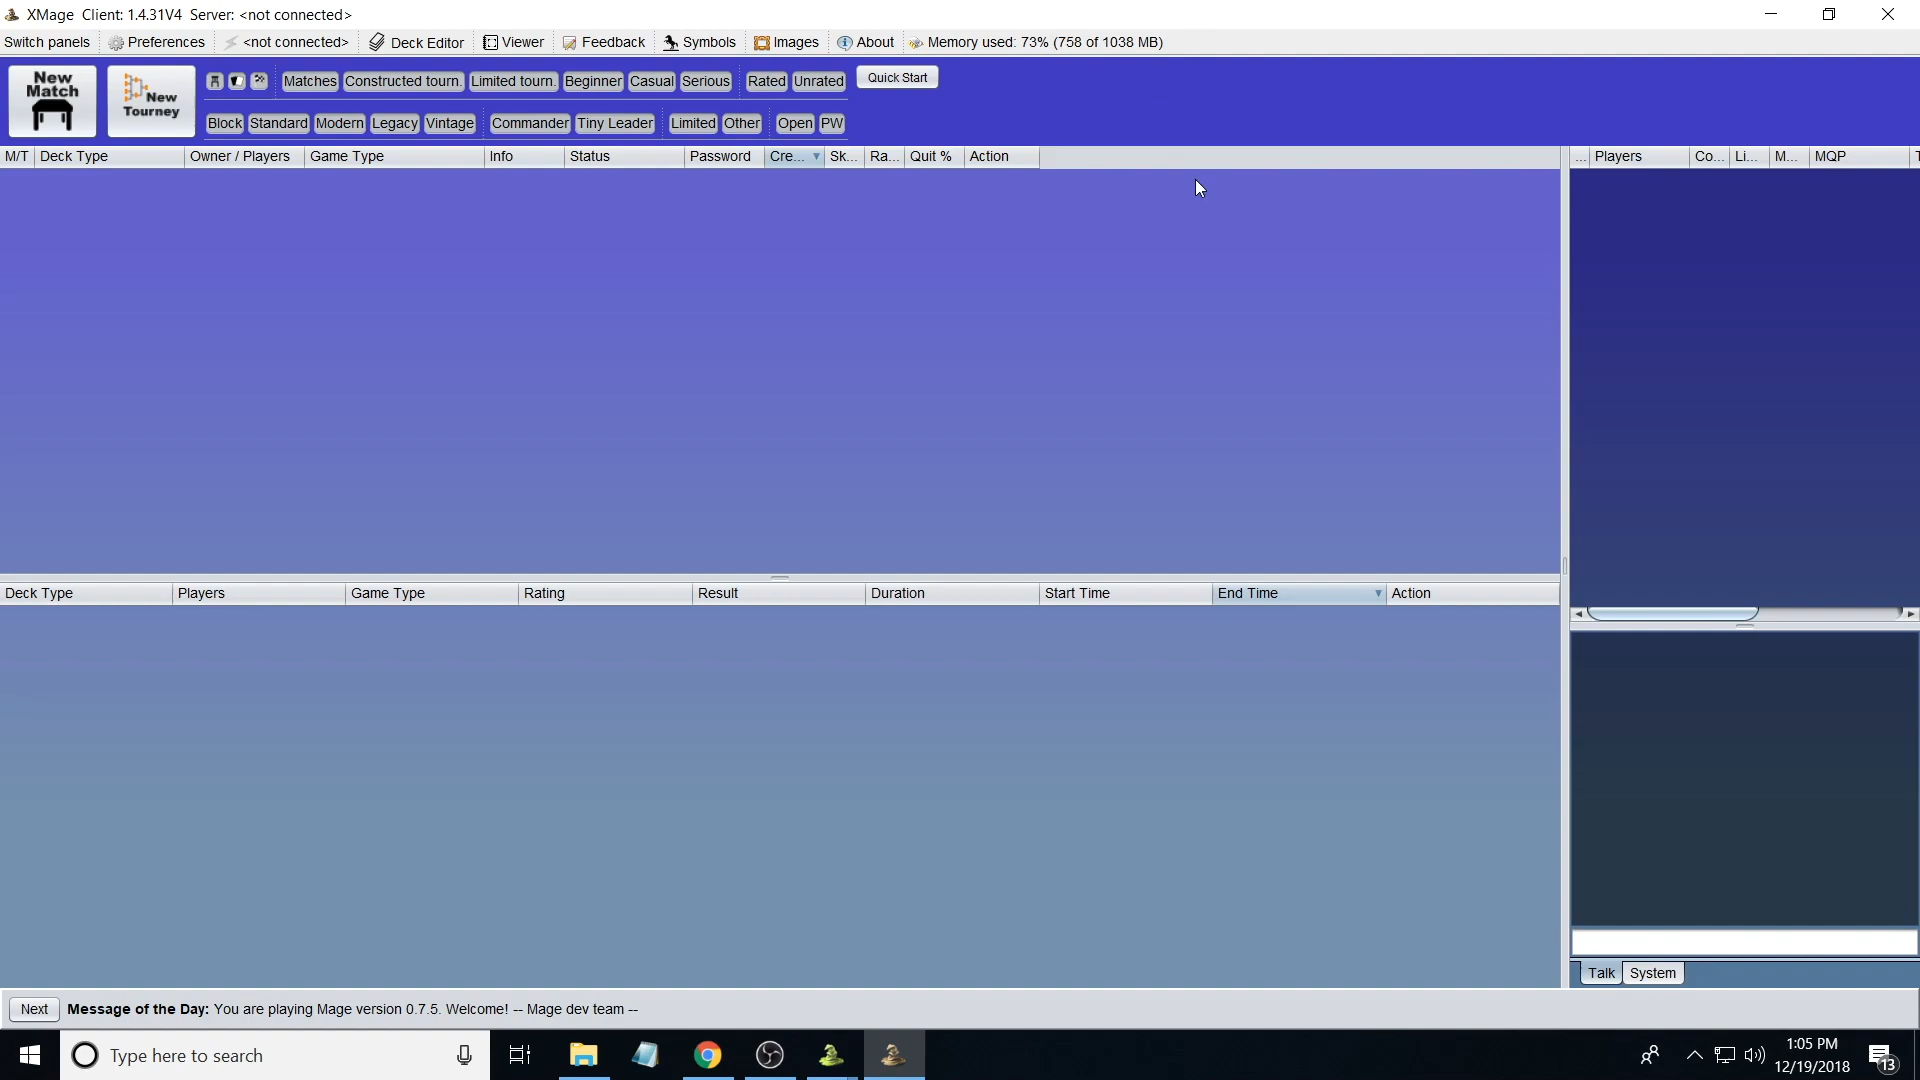 XMage Client: 1.4.31V4 Server: <not connected>
Switch panels Preferences <not connected> Deck Editor Viewer Feedback Symbols Images About Memory used: 73% (758 of 1038 MB)
New Match
New Tourney
Matches Constructed tourn. Limited tourn. Beginner Casual Serious Rated Unrated Quick Start
Block Standard Modern Legacy Vintage Commander Tiny Leader Limited Other Open PW
M/T Deck Type Owner / Players Game Type Info Status Password Cre... Sk... Ra... Quit % Action
... Players Co... Li... M... MQP T
Deck Type Players Game Type Rating Result Duration Start Time End Time Action
Talk System
Next Message of the Day: You are playing Mage version 0.7.5. Welcome! -- Mage dev team --
Type here to search
1:05 PM
12/19/2018
13